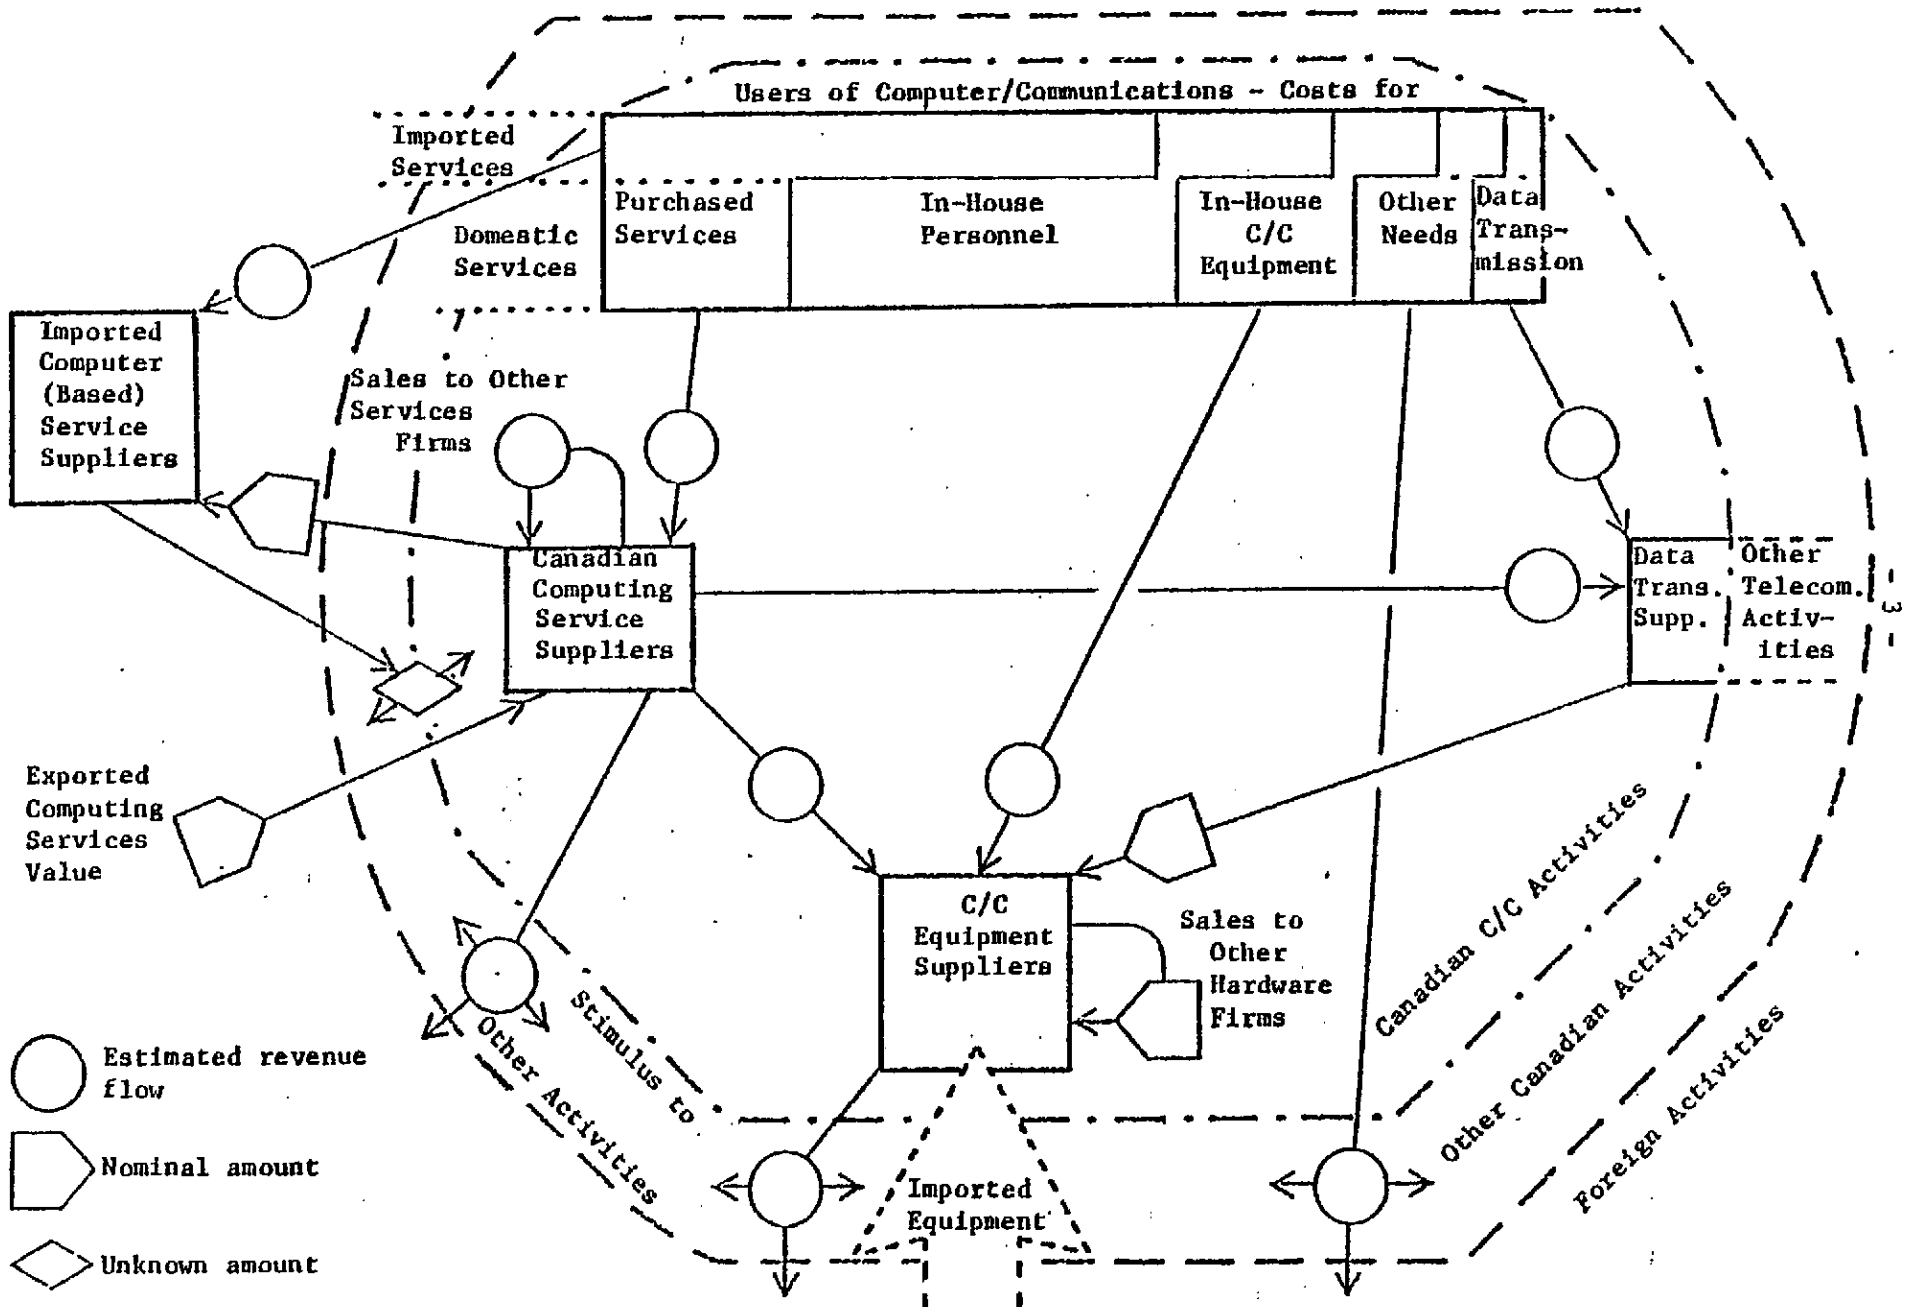 Users of Computer/Communications - Costs for
Imported
Services
Domestic
Services
Purchased
Services
In-House
Personnel
In-House
C/C
Equipment
Other
Needs
Data
Trans-
mission
Imported
Computer
(Based)
Service
Suppliers
Sales to Other
Services
Firms
Canadian
Computing
Service
Suppliers
Data
Trans.
Supp.
Other
Telecom.
Activ-
ities
- 3 -
Exported
Computing
Services
Value
C/C
Equipment
Suppliers
Sales to
Other
Hardware
Firms
Stimulus to
Other Activities
Canadian C/C Activities
Other Canadian Activities
Foreign Activities
Imported
Equipment
Estimated revenue
flow
Nominal amount
Unknown amount